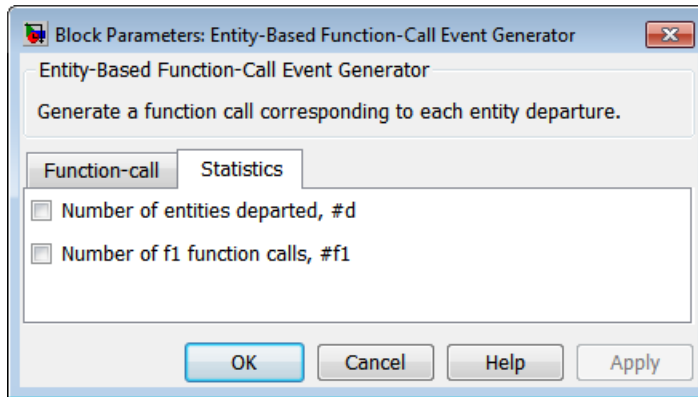 Block Parameters: Entity-Based Function-Call Event Generator
Entity-Based Function-Call Event Generator
Generate a function call corresponding to each entity departure.
Function-call Statistics
Number of entities departed, #d
Number of f1 function calls, #f1
OK Cancel Help Apply